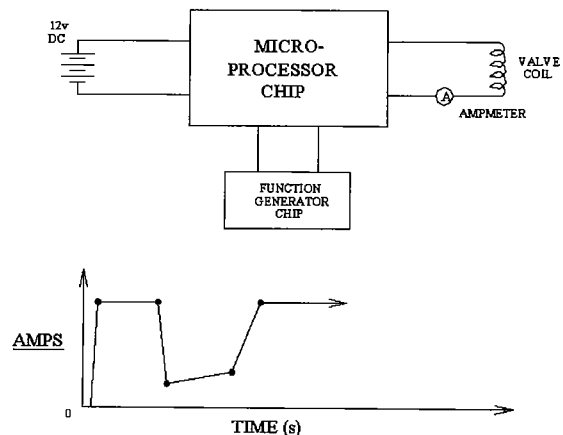 12v
DC
MICRO-
PROCESSOR
CHIP
VALVE
COIL
A
AMPMETER
FUNCTION
GENERATOR
CHIP
AMPS
0
TIME (s)